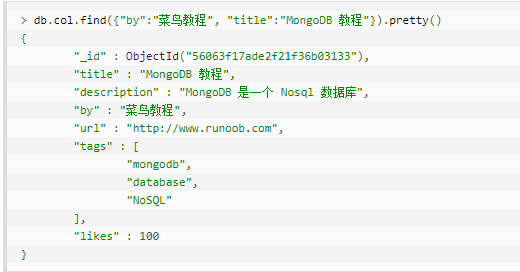 > db.col.find({"by":"菜鸟教程", "title":"MongoDB 教程"}).pretty()
{
        "_id" : ObjectId("56063f17ade2f21f36b03133"),
        "title" : "MongoDB 教程",
        "description" : "MongoDB 是一个 Nosql 数据库",
        "by" : "菜鸟教程",
        "url" : "http://www.runoob.com",
        "tags" : [
                "mongodb",
                "database",
                "NoSQL"
        ],
        "likes" : 100
}